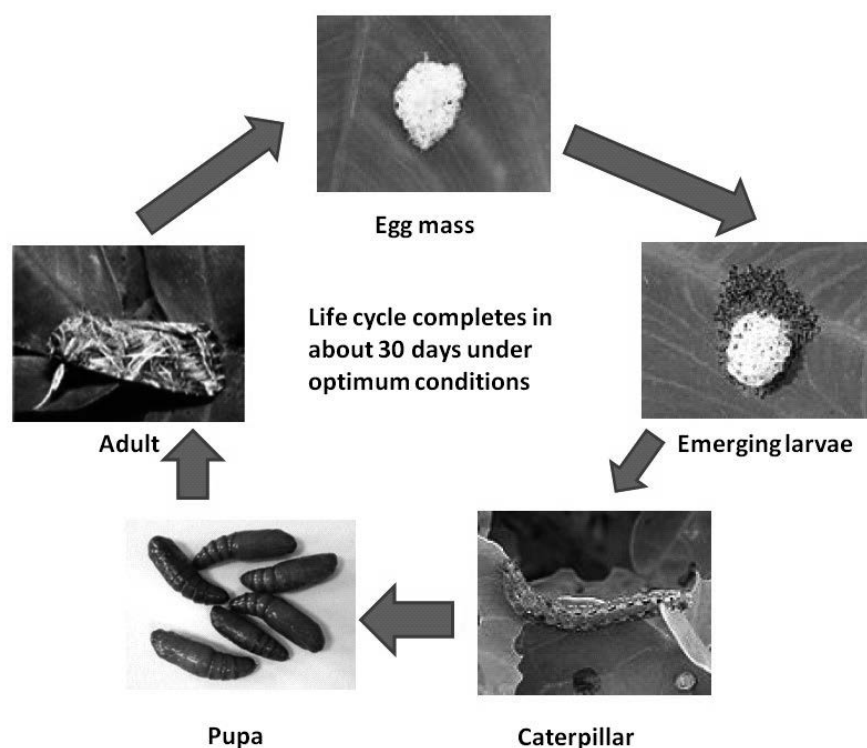 Egg mass
Life cycle completes in
about 30 days under
optimum conditions
Adult
Emerging larvae
Pupa
Caterpillar